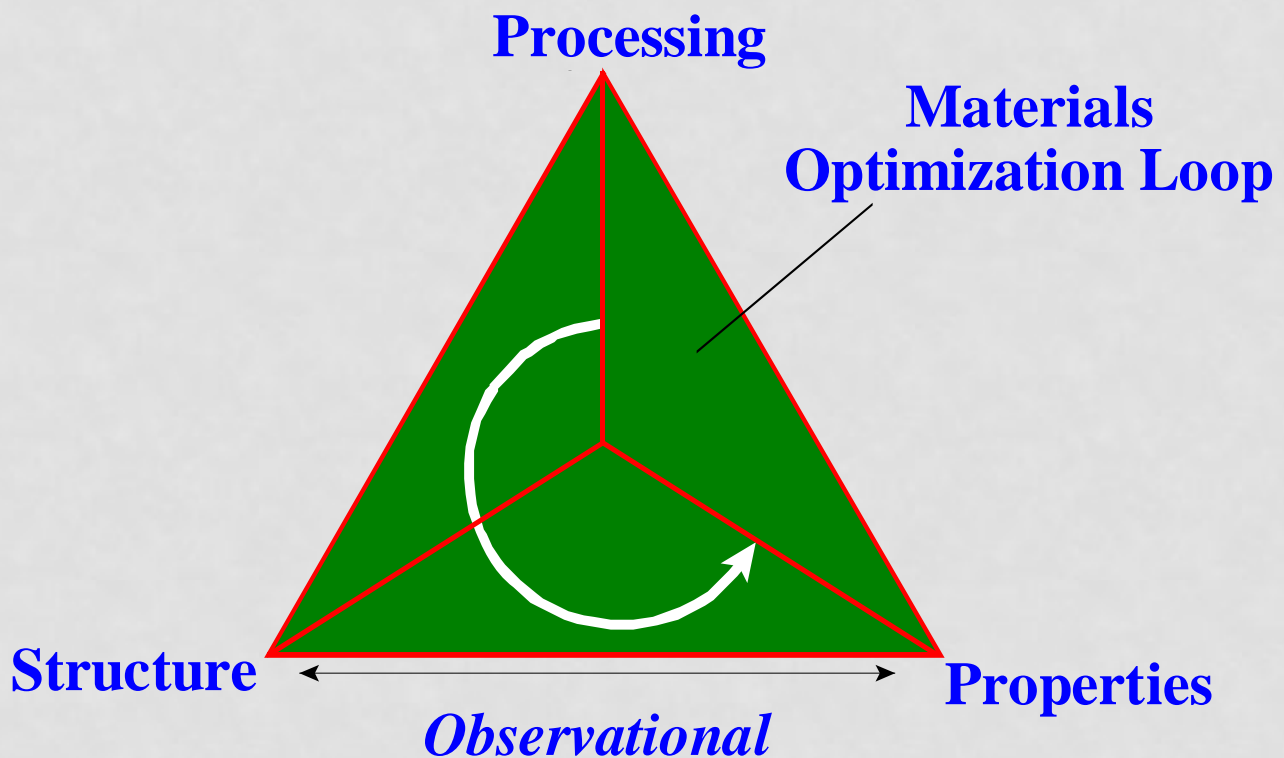 Processing
Materials
Optimization Loop
Structure
Properties
Observational